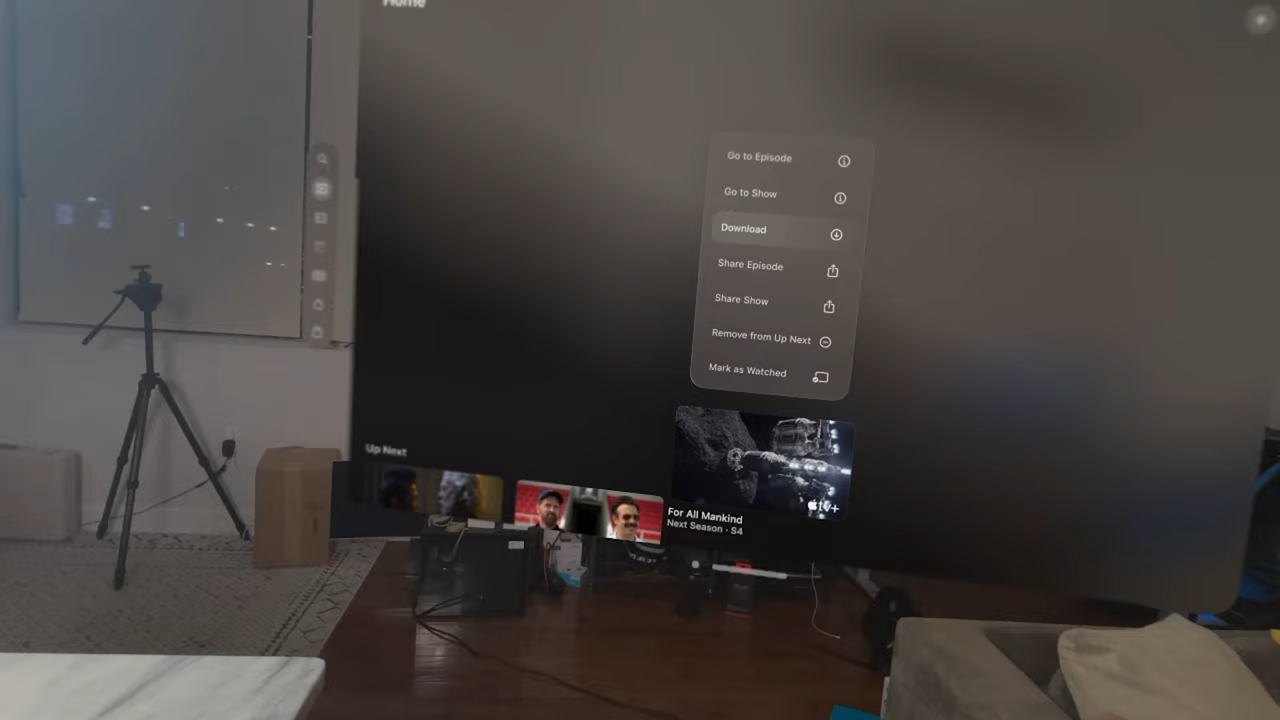 Home
Go to Episode
Go to Show
Download
Share Episode
Share Show
Remove from Up Next
Mark as Watched
Up Next
tv+
For All Mankind
Next Season · S4